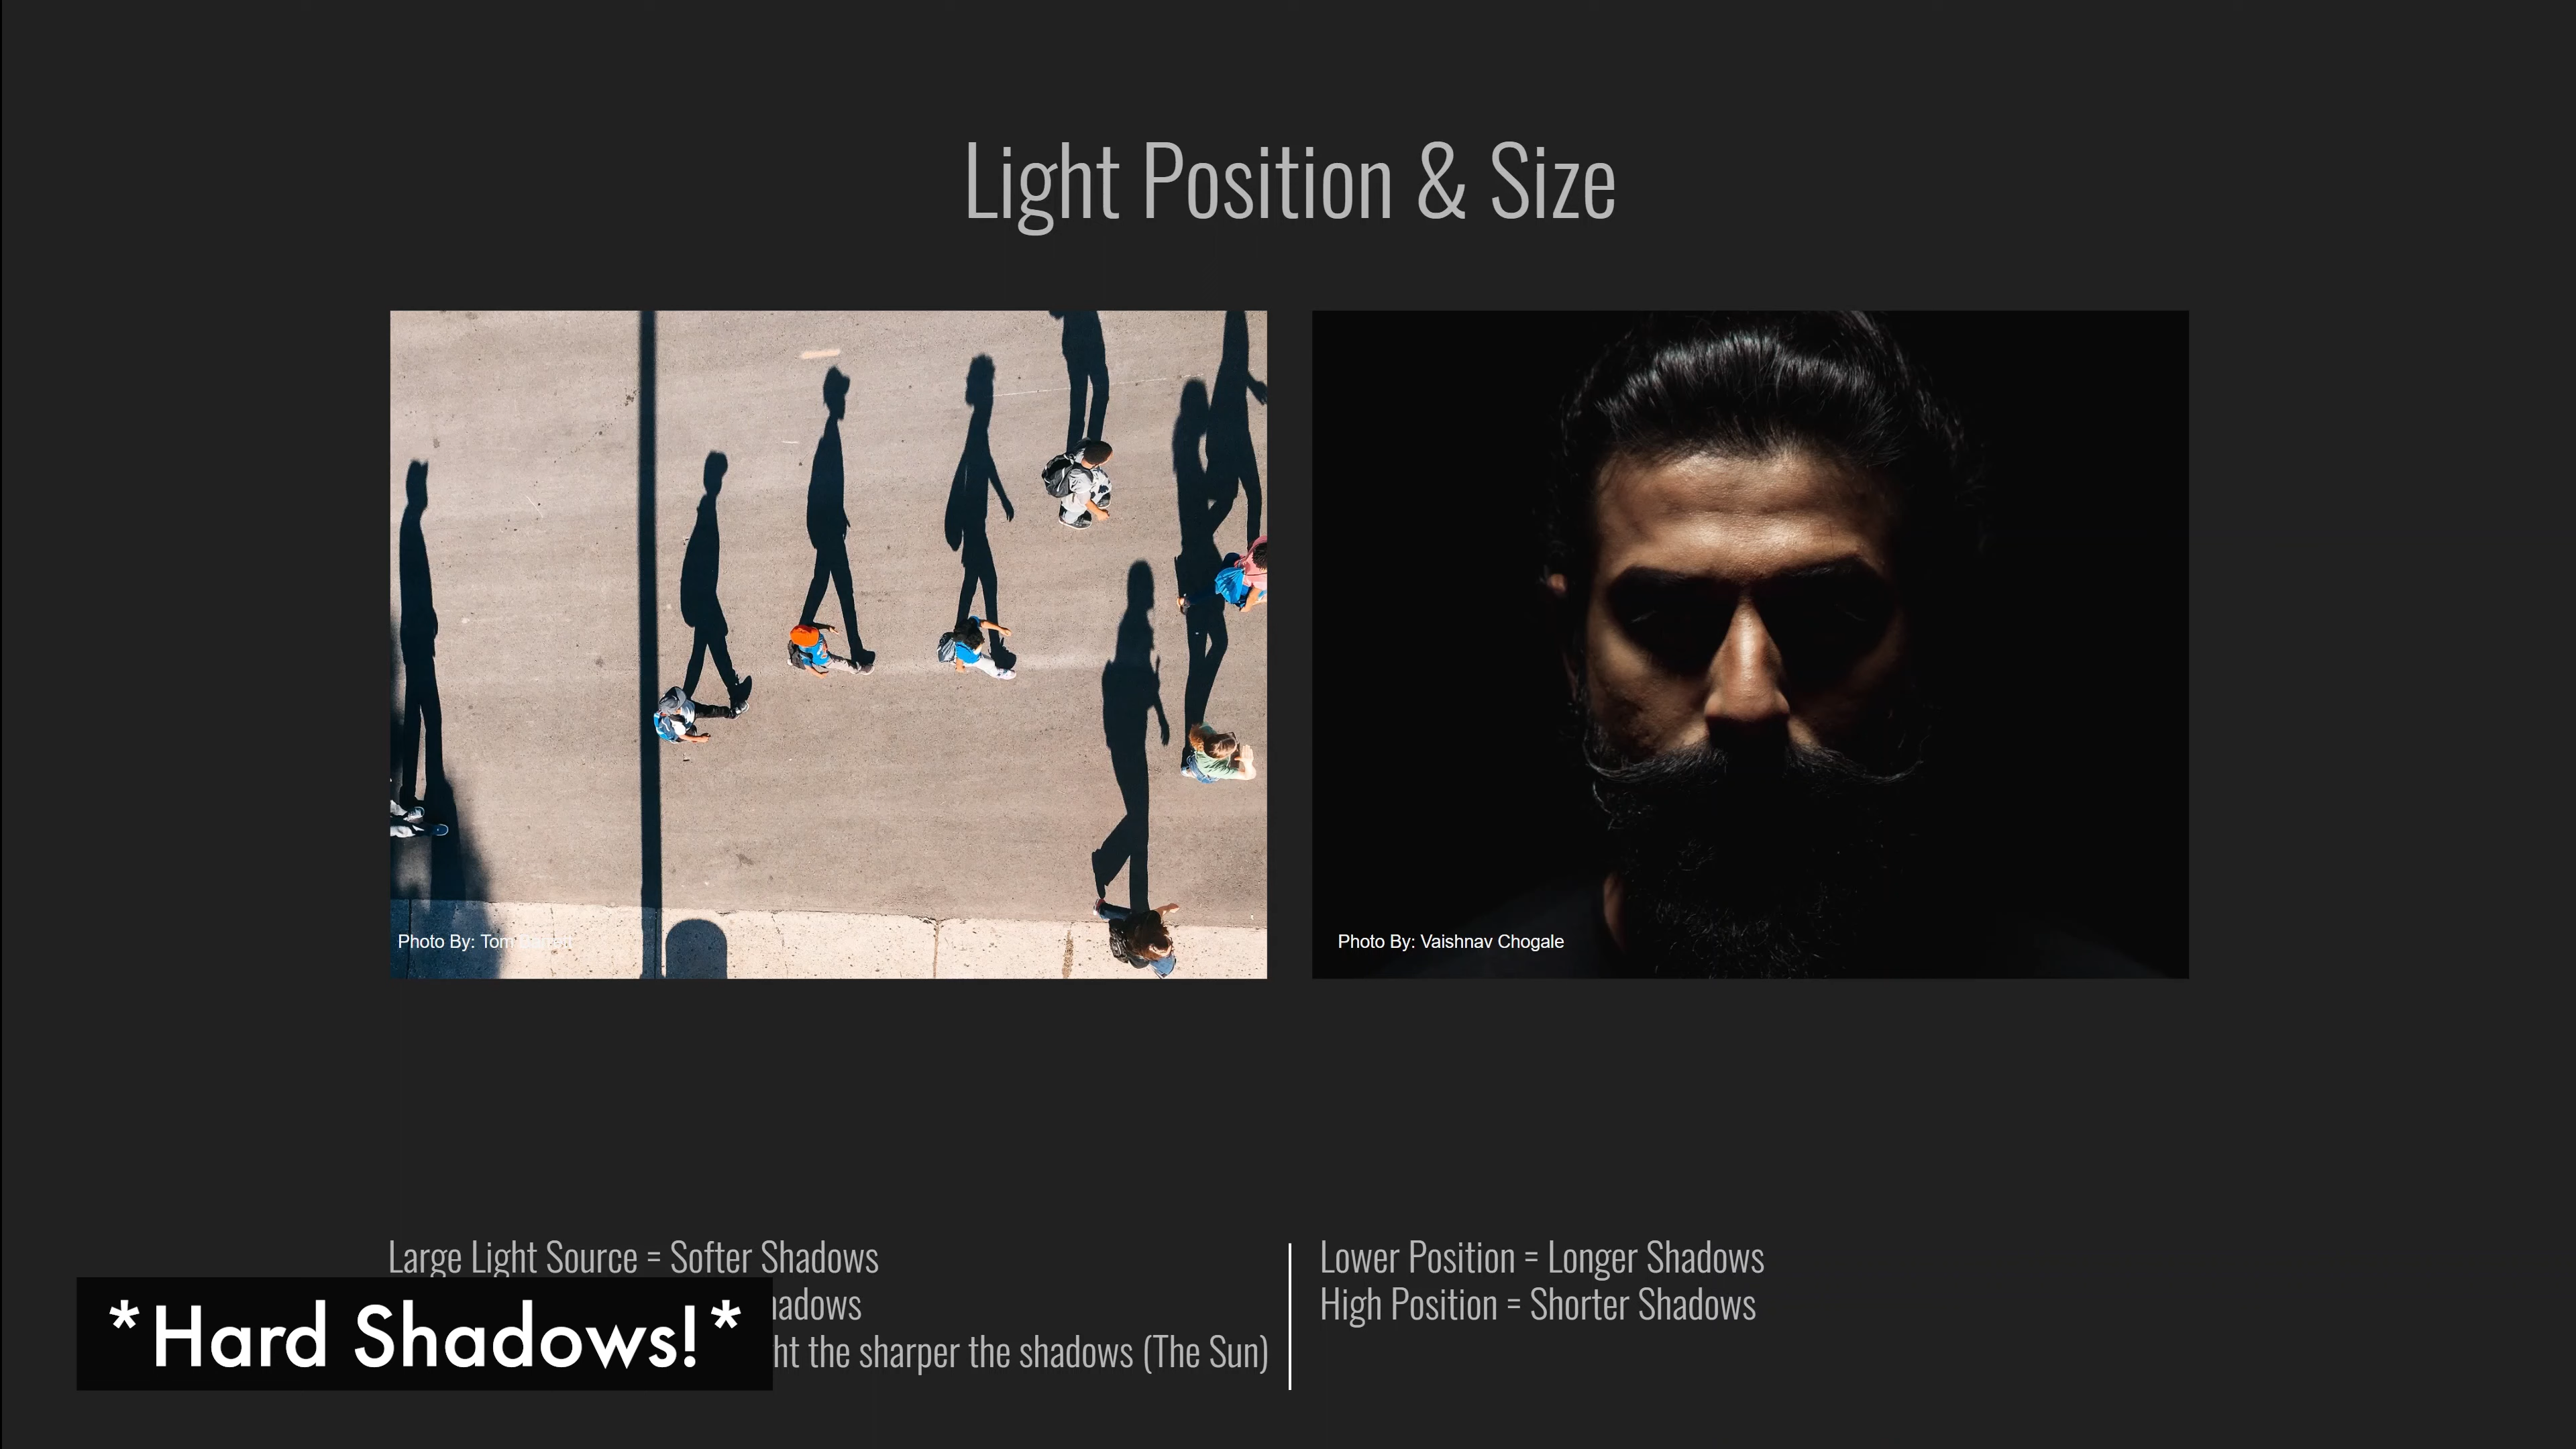 Light Position & Size
Photo By: Tom
Photo By: Vaishnav Chogale
Large Light Source = Softer Shadows
hadows
ht the sharper the shadows (The Sun)
*Hard Shadows!*
Lower Position = Longer Shadows
High Position = Shorter Shadows